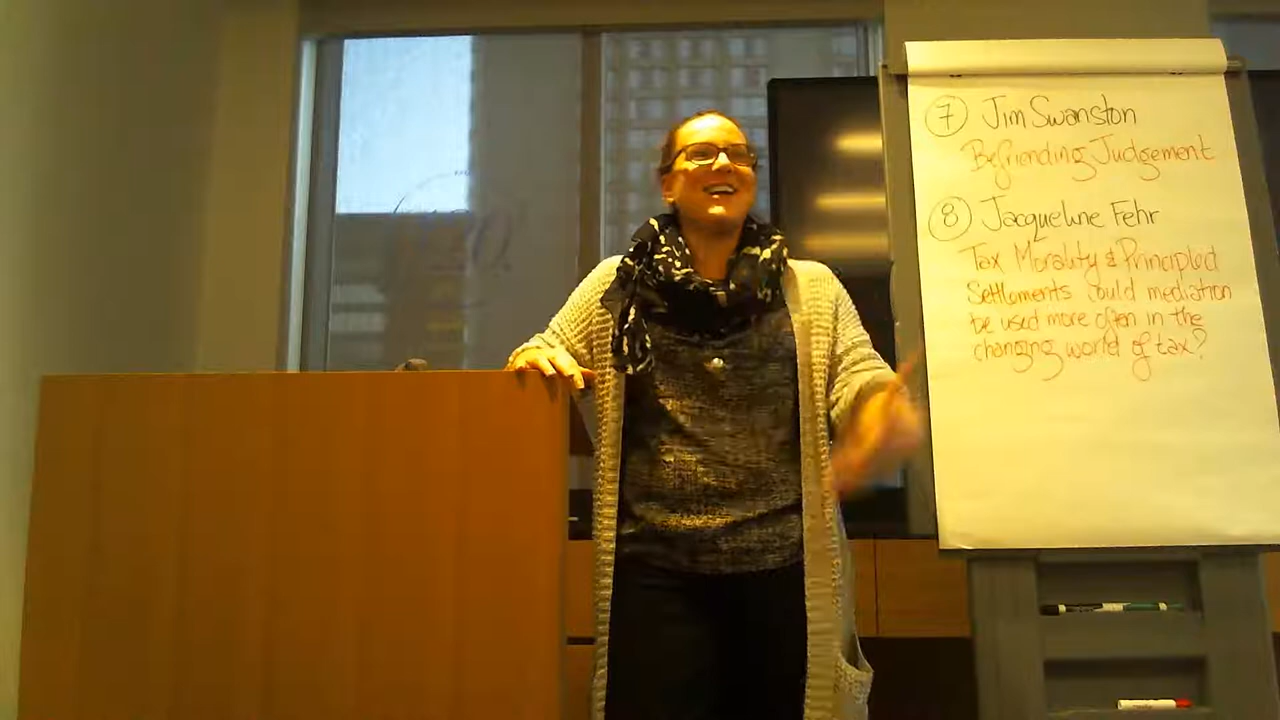 7 Jim Swanston
Befriending Judgement
8 Jacqueline Fehr
Tax Morality & Principled
Settlements Could mediation
be used more often in the
changing world of tax?